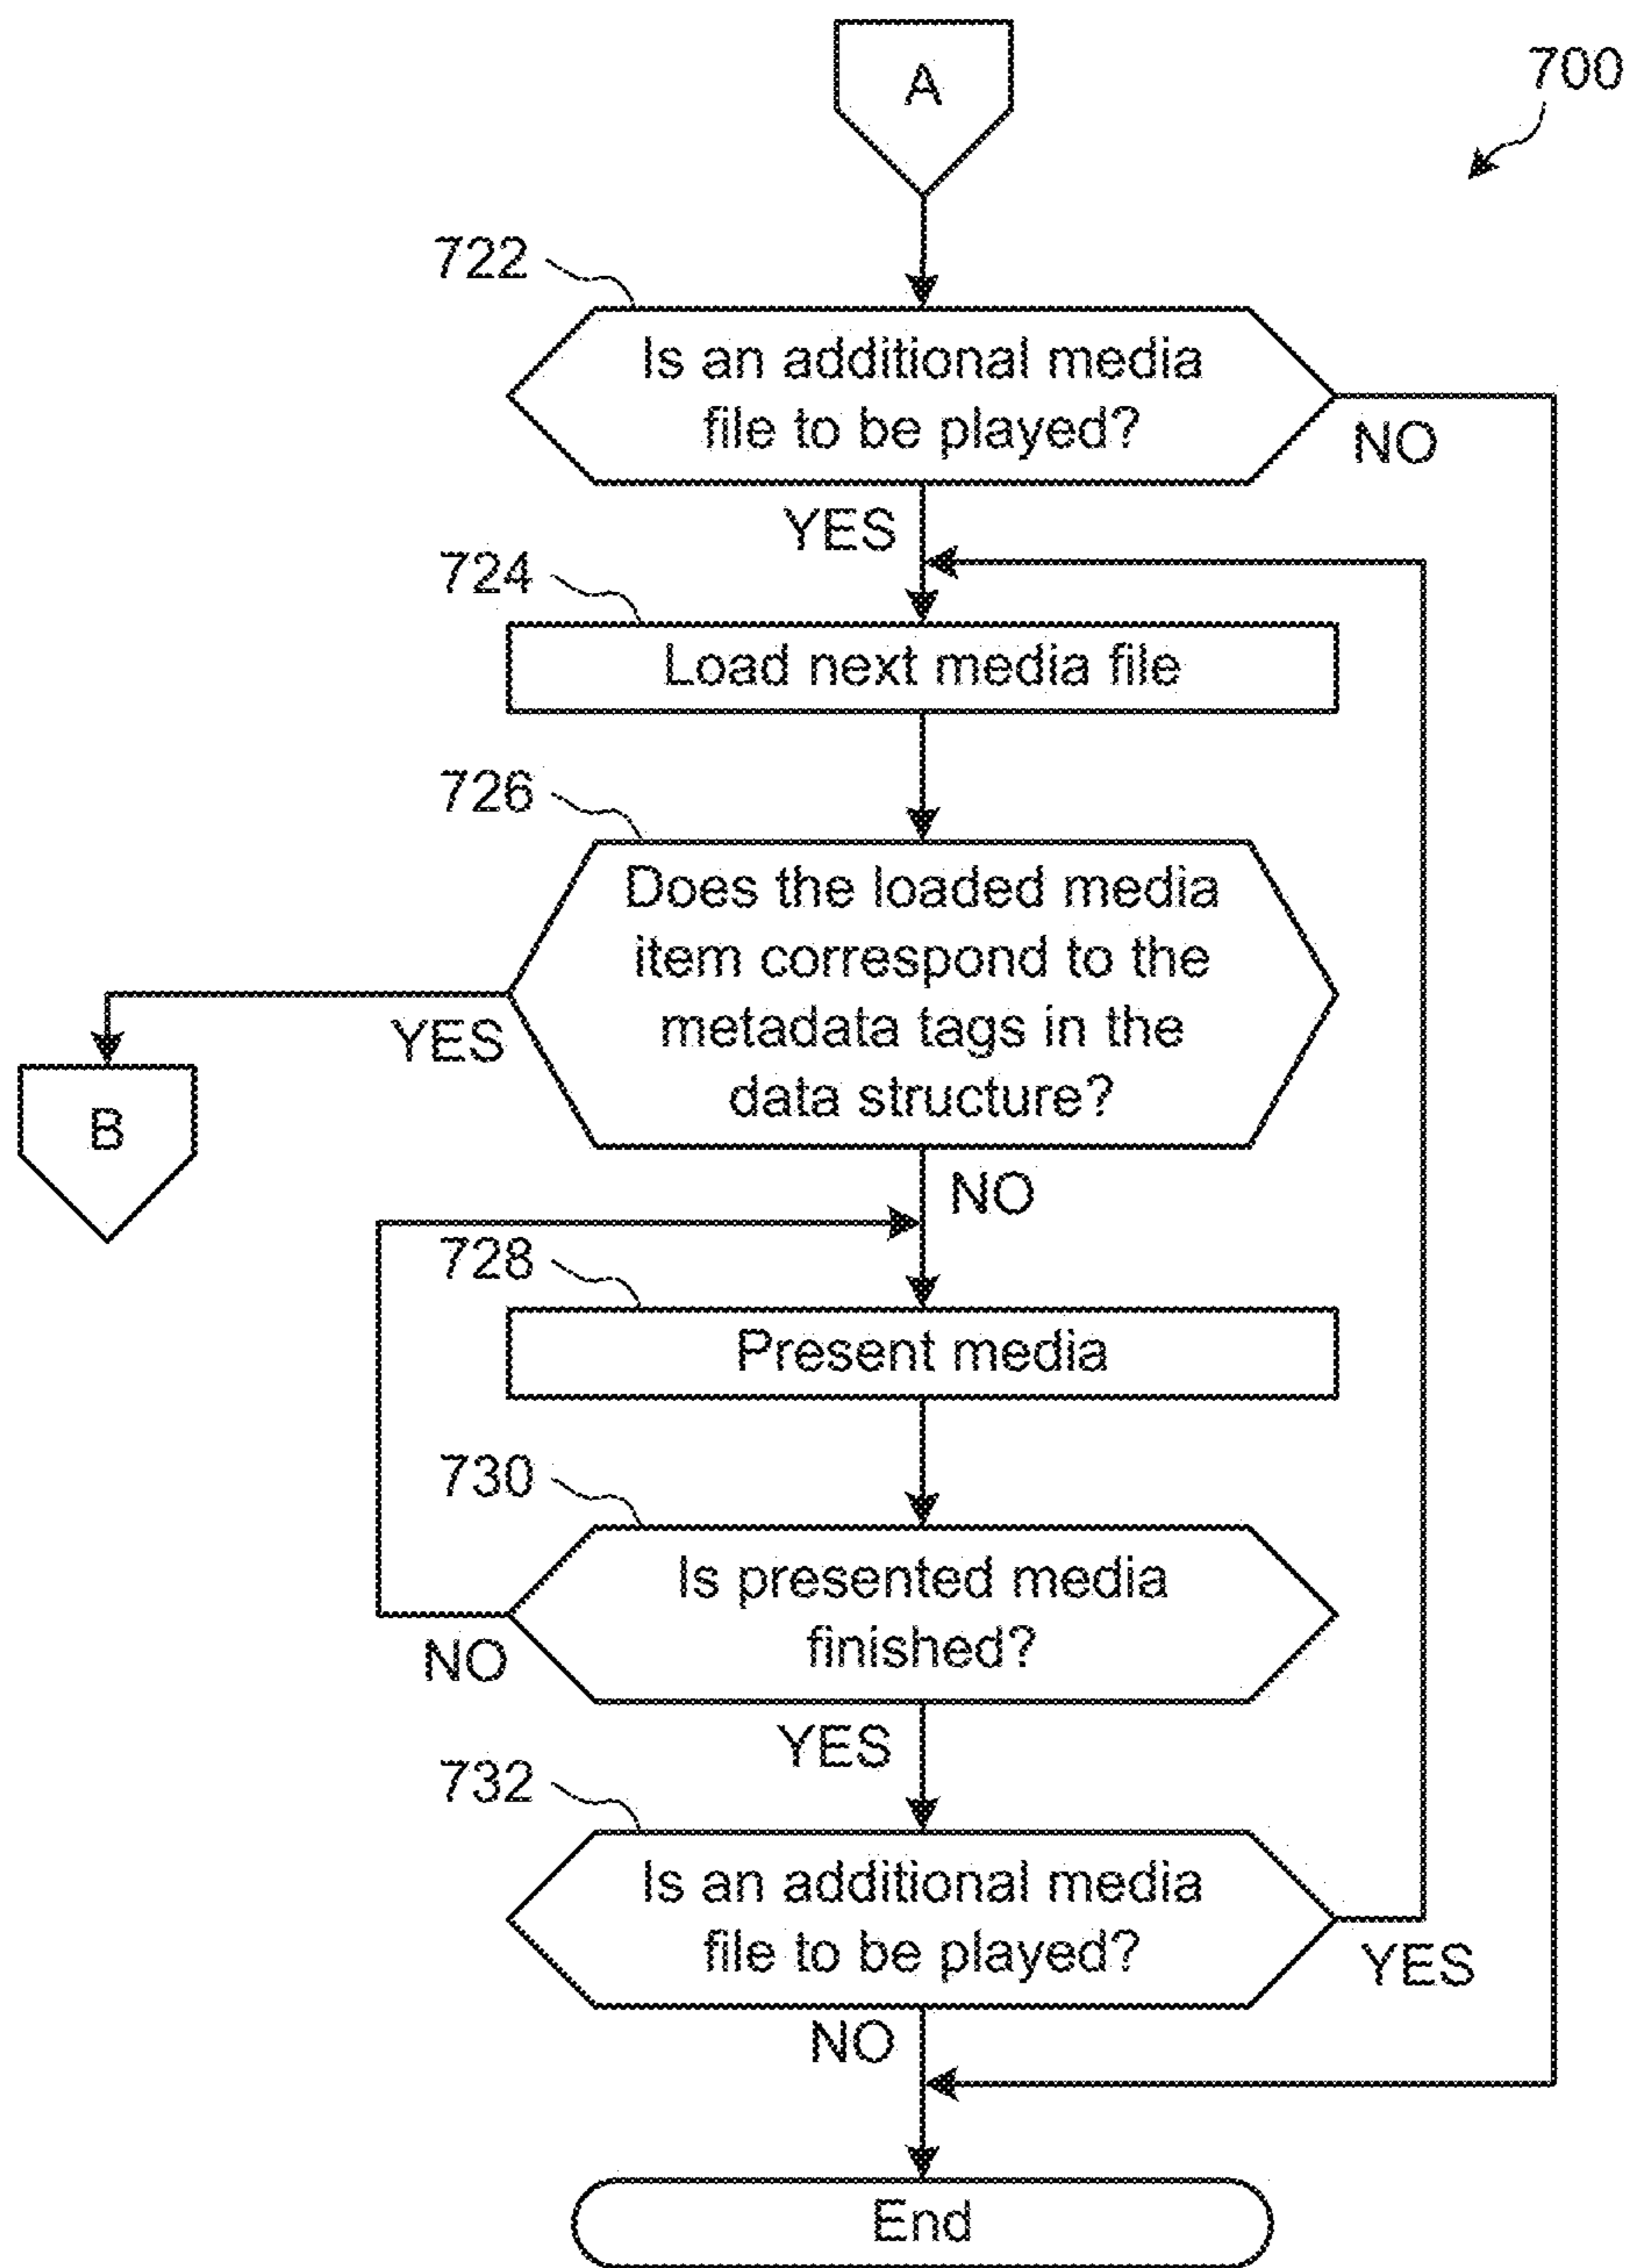 A
700
722
Is an additional media
file to be played?
NO
YES
724
Load next media file
726
Does the loaded media
item correspond to the
metadata tags in the
data structure?
YES
B
NO
728
Present media
730
Is presented media
finished?
NO
YES
732
Is an additional media
file to be played?
YES
NO
End